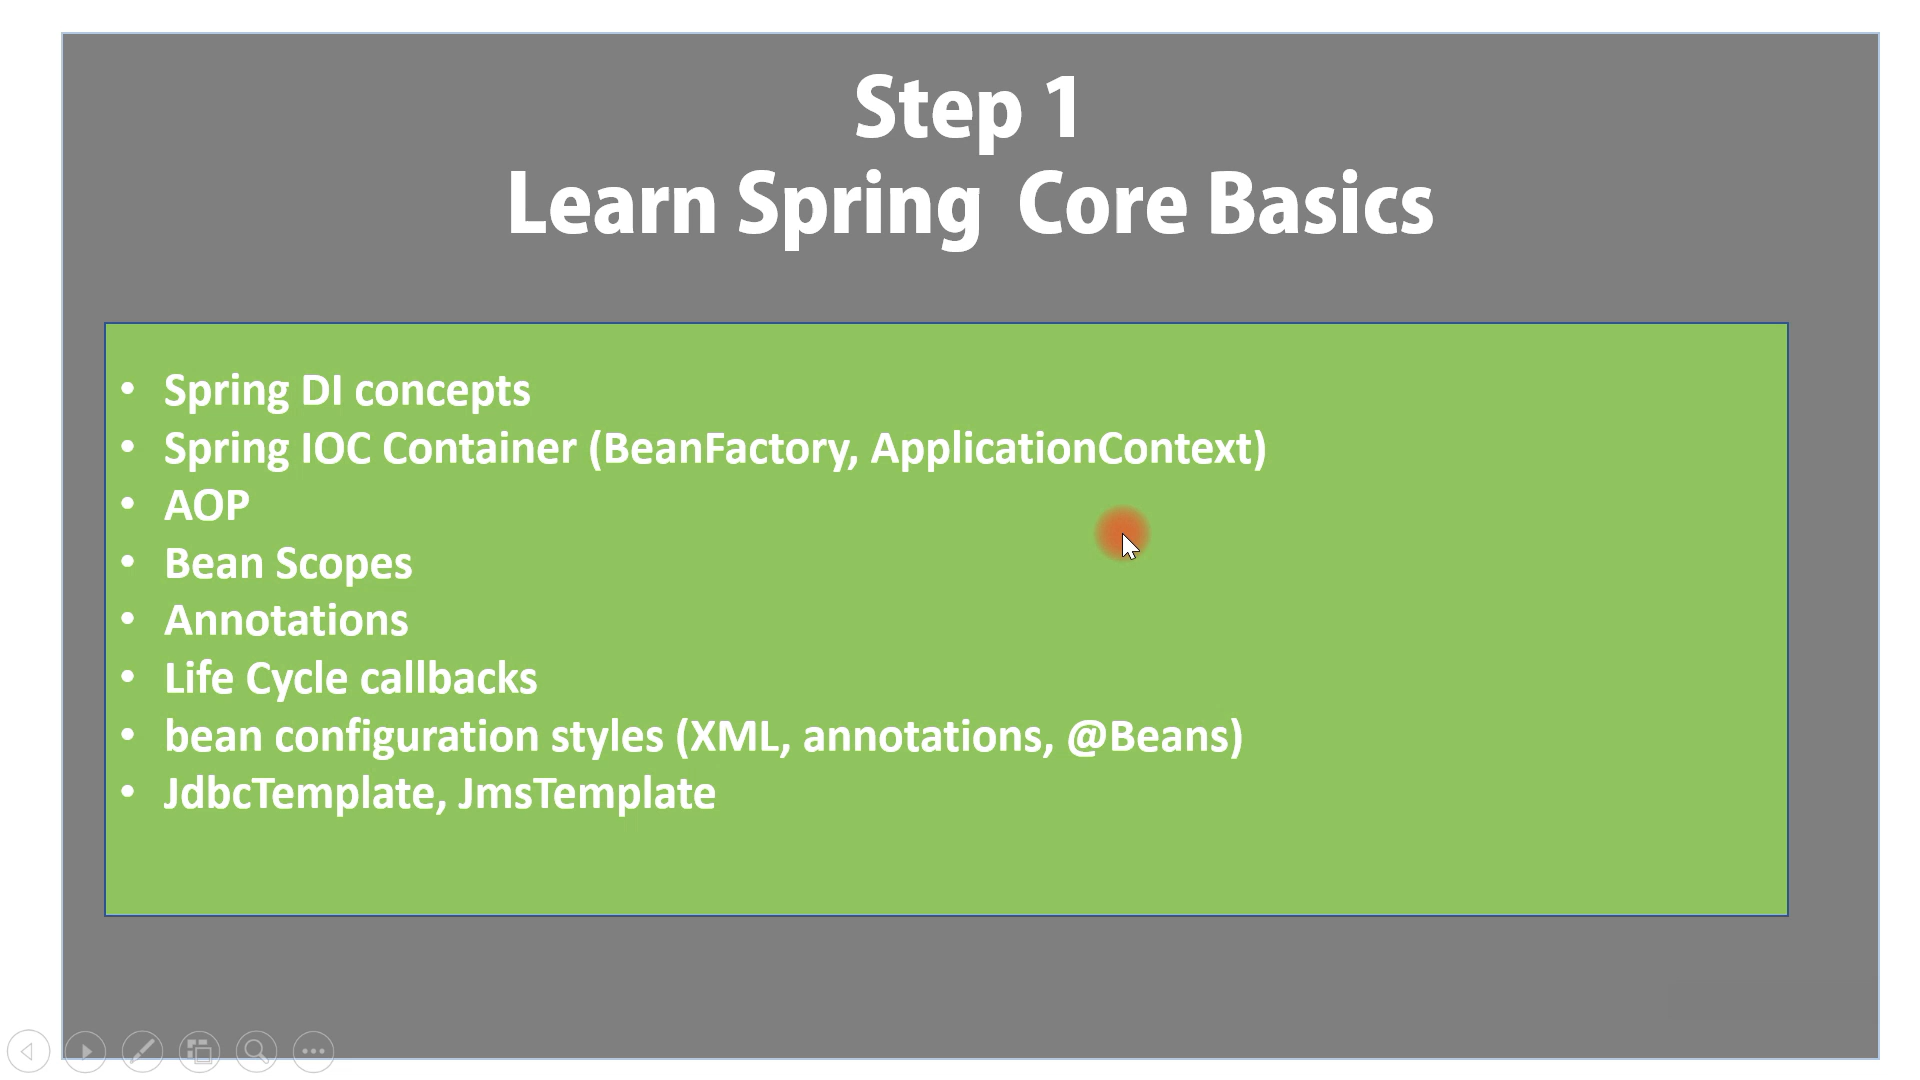 Step 1
Learn Spring  Core Basics
• Spring DI concepts
• Spring IOC Container (BeanFactory, ApplicationContext)
• AOP
• Bean Scopes
• Annotations
• Life Cycle callbacks
• bean configuration styles (XML, annotations, @Beans)
• JdbcTemplate, JmsTemplate